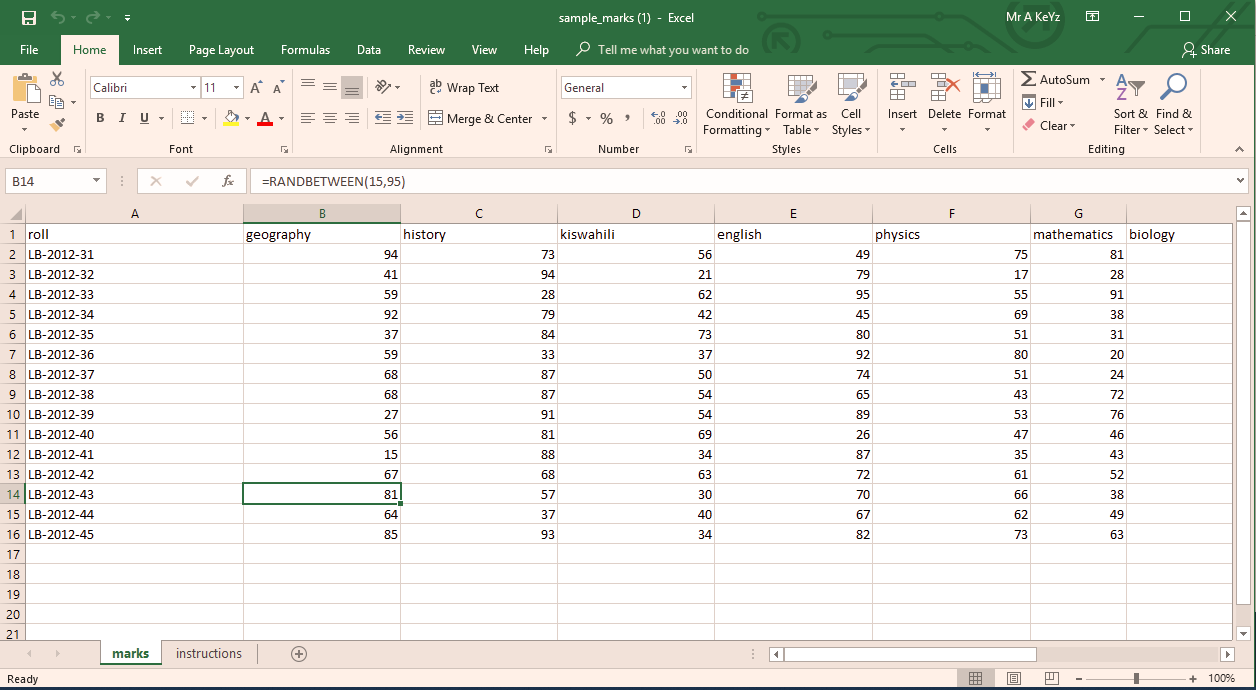 sample_marks (1) - Excel
Mr A KeYz
File Home Insert Page Layout Formulas Data Review View Help Tell me what you want to do Share
Calibri 11 A A ab Wrap Text General AutoSum
Paste B I U A Merge & Center $ % , Conditional Formatting Format as Table Cell Styles Insert Delete Format Fill Sort & Filter Find & Select
Clear
Clipboard Font Alignment Number Styles Cells Editing
B14 fx =RANDBETWEEN(15,95)
A B C D E F G
1 roll geography history kiswahili english physics mathematics biology
2 LB-2012-31 94 73 56 49 75 81
3 LB-2012-32 41 94 21 79 17 28
4 LB-2012-33 59 28 62 95 55 91
5 LB-2012-34 92 79 42 45 69 38
6 LB-2012-35 37 84 73 80 51 31
7 LB-2012-36 59 33 37 92 80 20
8 LB-2012-37 68 87 50 74 51 24
9 LB-2012-38 68 87 54 65 43 72
10 LB-2012-39 27 91 54 89 53 76
11 LB-2012-40 56 81 69 26 47 46
12 LB-2012-41 15 88 34 87 35 43
13 LB-2012-42 67 68 63 72 61 52
14 LB-2012-43 81 57 30 70 66 38
15 LB-2012-44 64 37 40 67 62 49
16 LB-2012-45 85 93 34 82 73 63
17
18
19
20
21
marks instructions
Ready 100%